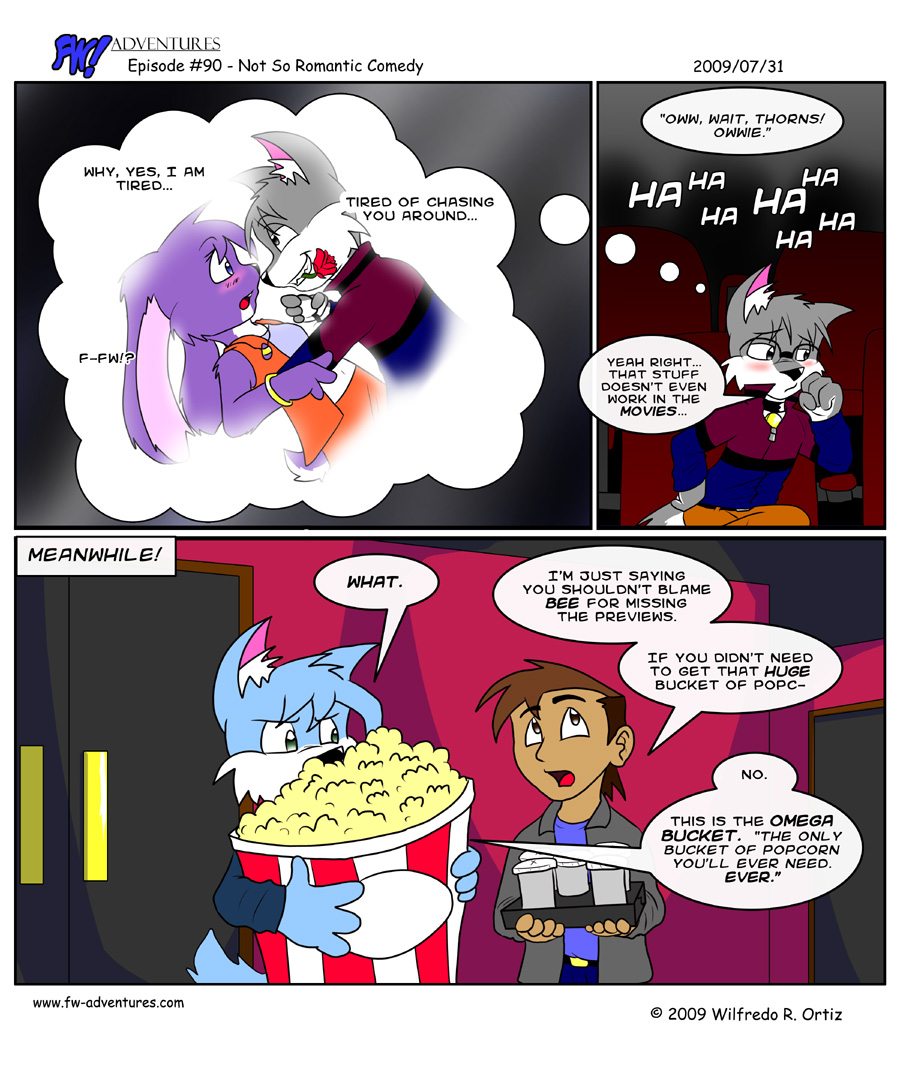 FW! ADVENTURES
Episode #90 - Not So Romantic Comedy
2009/07/31
WHY, YES, I AM
TIRED...
TIRED OF CHASING
YOU AROUND...
F-FW!?
"OWW, WAIT, THORNS!
OWWIE."
HA HA
HA HA HA
HA HA
YEAH RIGHT...
THAT STUFF
DOESN'T EVEN
WORK IN THE
MOVIES...
MEANWHILE!
WHAT.
I'M JUST SAYING
YOU SHOULDN'T BLAME
BEE FOR MISSING
THE PREVIEWS.
IF YOU DIDN'T NEED
TO GET THAT HUGE
BUCKET OF POPC-
NO.
THIS IS THE OMEGA
BUCKET. "THE ONLY
BUCKET OF POPCORN
YOU'LL EVER NEED.
EVER."
www.fw-adventures.com
© 2009 Wilfredo R. Ortiz